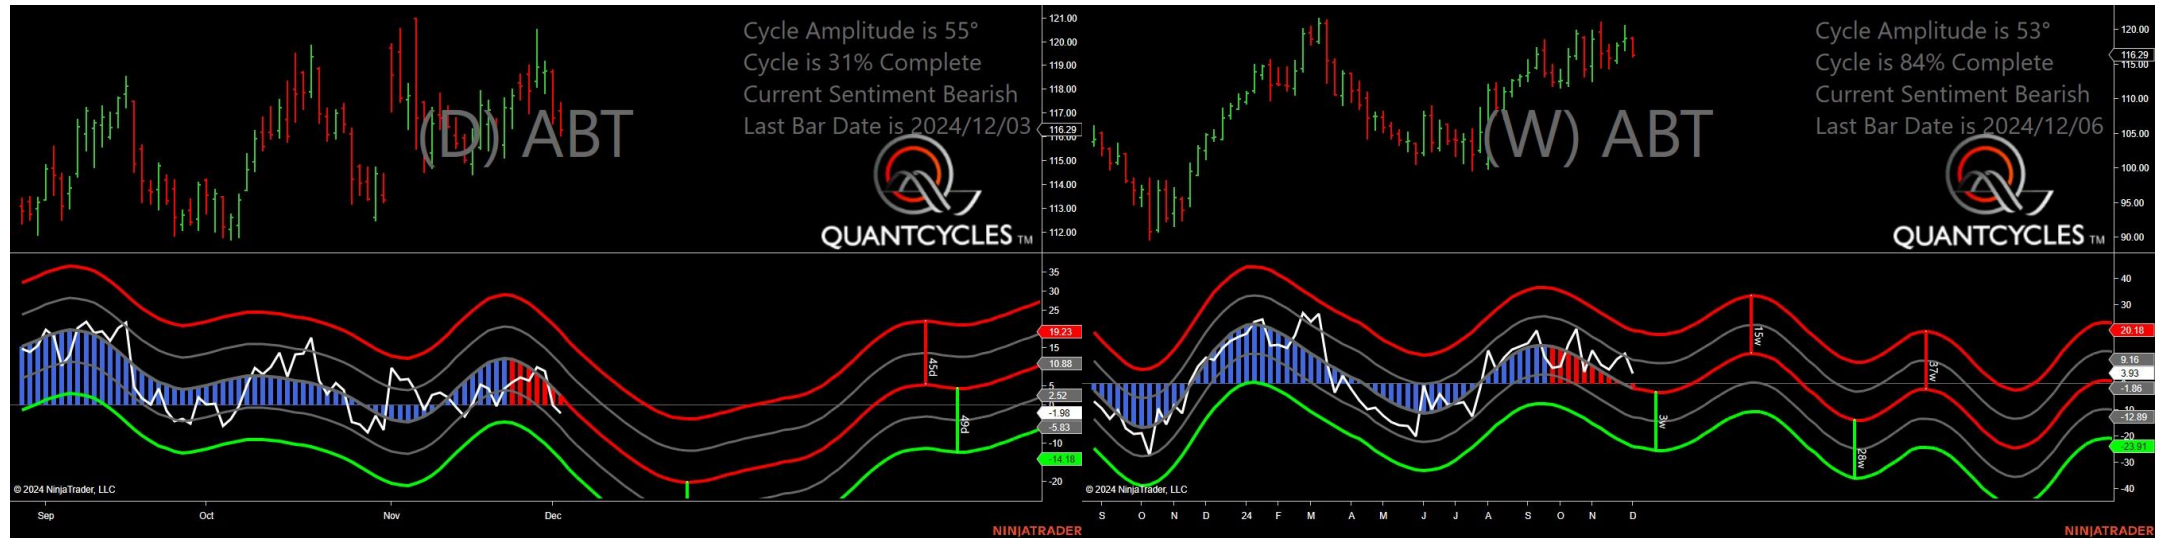 Cycle Amplitude is 55°
Cycle is 31% Complete
Current Sentiment Bearish
Last Bar Date is 2024/12/03
(D) ABT
QUANTCYCLES TM
121.00
120.00
119.00
118.00
117.00
116.29
116.00
115.00
114.00
113.00
112.00
35
30
25
19.23
15
10.88
5
2.52
0
-1.98
-5.83
-10
-14.18
-20
45d
49d
© 2024 NinjaTrader, LLC
Sep Oct Nov Dec
NINJATRADER
Cycle Amplitude is 53°
Cycle is 84% Complete
Current Sentiment Bearish
Last Bar Date is 2024/12/06
(W) ABT
QUANTCYCLES TM
120.00
116.29
115.00
110.00
105.00
100.00
95.00
90.00
40
30
20.18
9.16
3.93
-1.86
-10
-12.89
-20
-23.91
-30
-40
15w
37w
28w
© 2024 NinjaTrader, LLC
S O N D 24 F M A M J J A S O N D
NINJATRADER